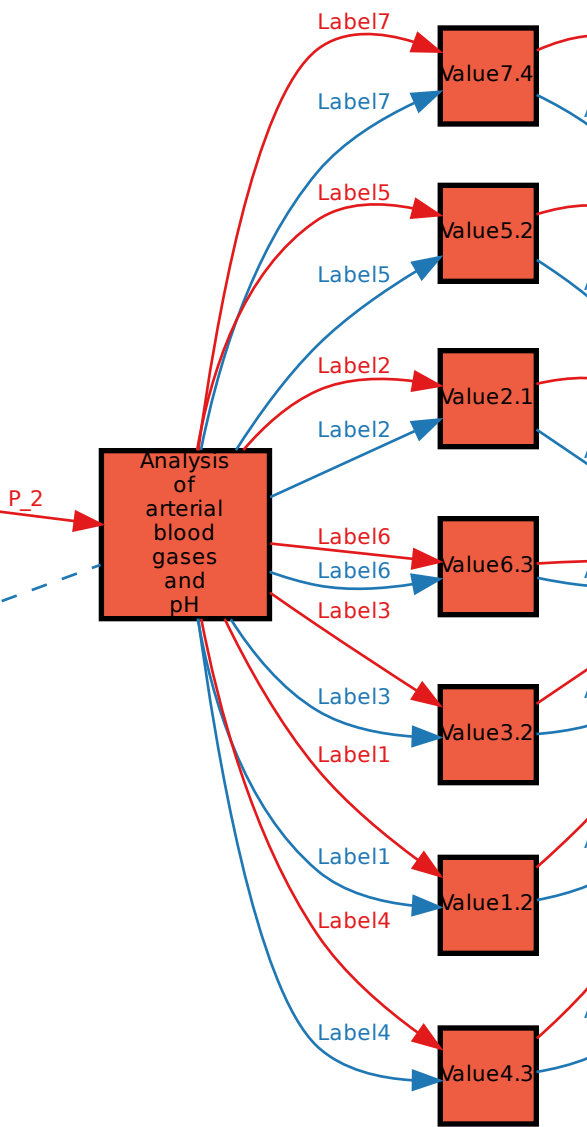 Label7
Value7.4
Label7
Label5
Value5.2
Label5
Label2
Value2.1
Label2
P_2
Analysis
of
arterial
blood
gases
and
pH
Label6
Value6.3
Label6
Label3
Label3
Value3.2
Label1
Label1
Value1.2
Label4
Label4
Value4.3